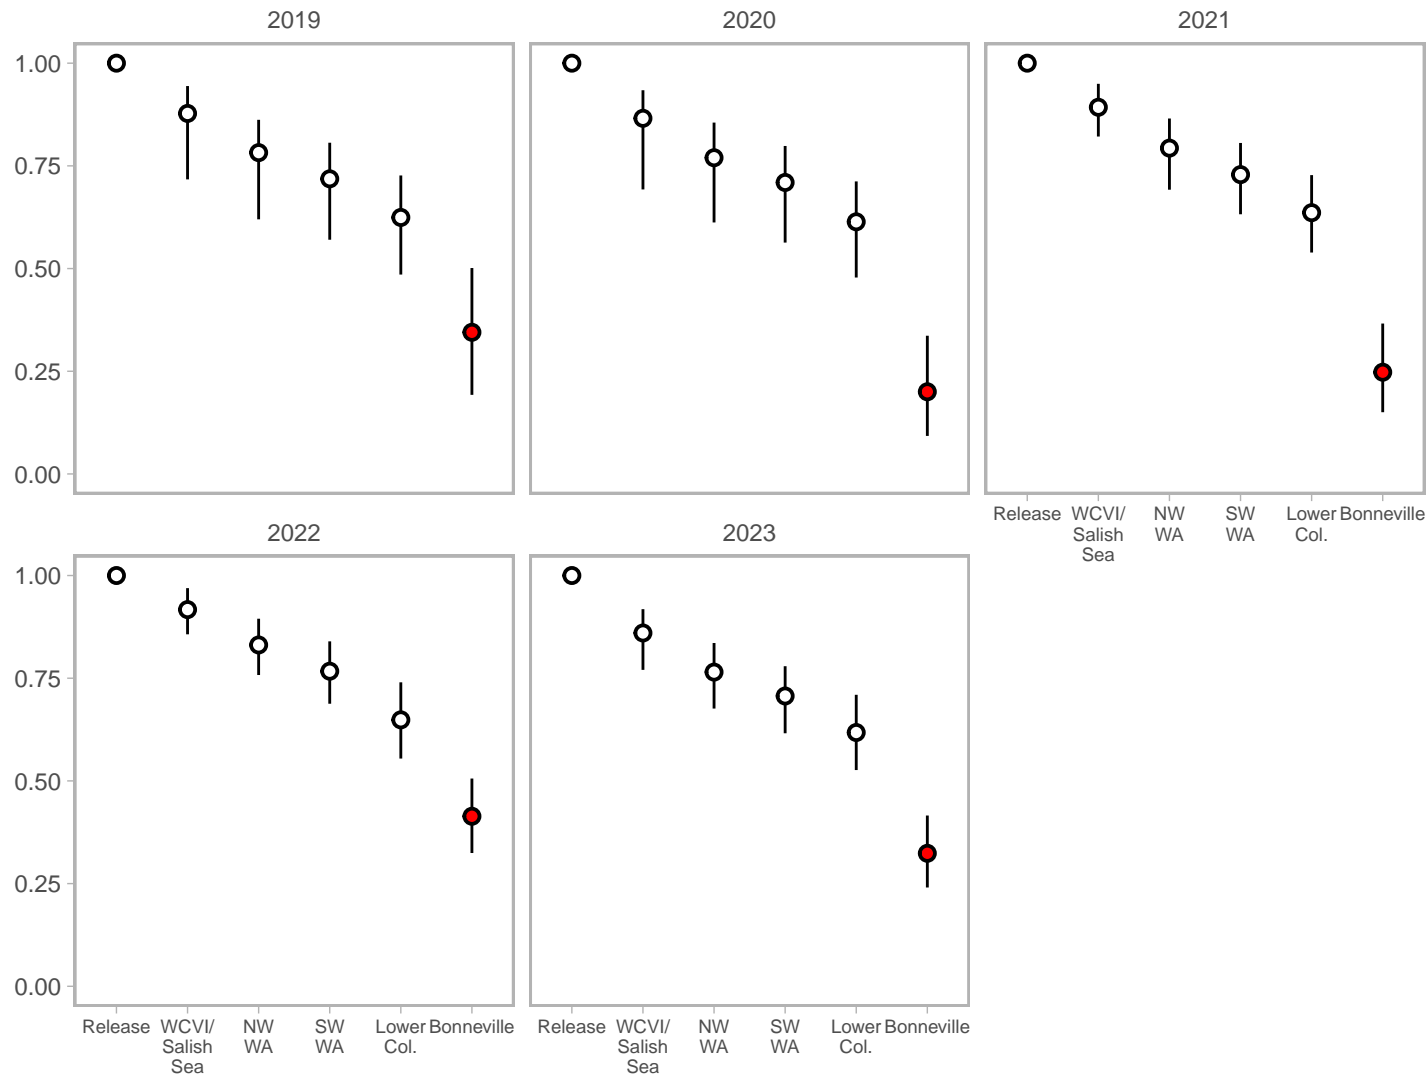 2019
2020
2021
1.00
0.75
0.50
0.25
0.00
Release
WCVI/
Salish
Sea
NW
WA
SW
WA
Lower
Col.
Bonneville
2022
2023
1.00
0.75
0.50
0.25
0.00
Release
WCVI/
Salish
Sea
NW
WA
SW
WA
Lower
Col.
Bonneville
Release
WCVI/
Salish
Sea
NW
WA
SW
WA
Lower
Col.
Bonneville